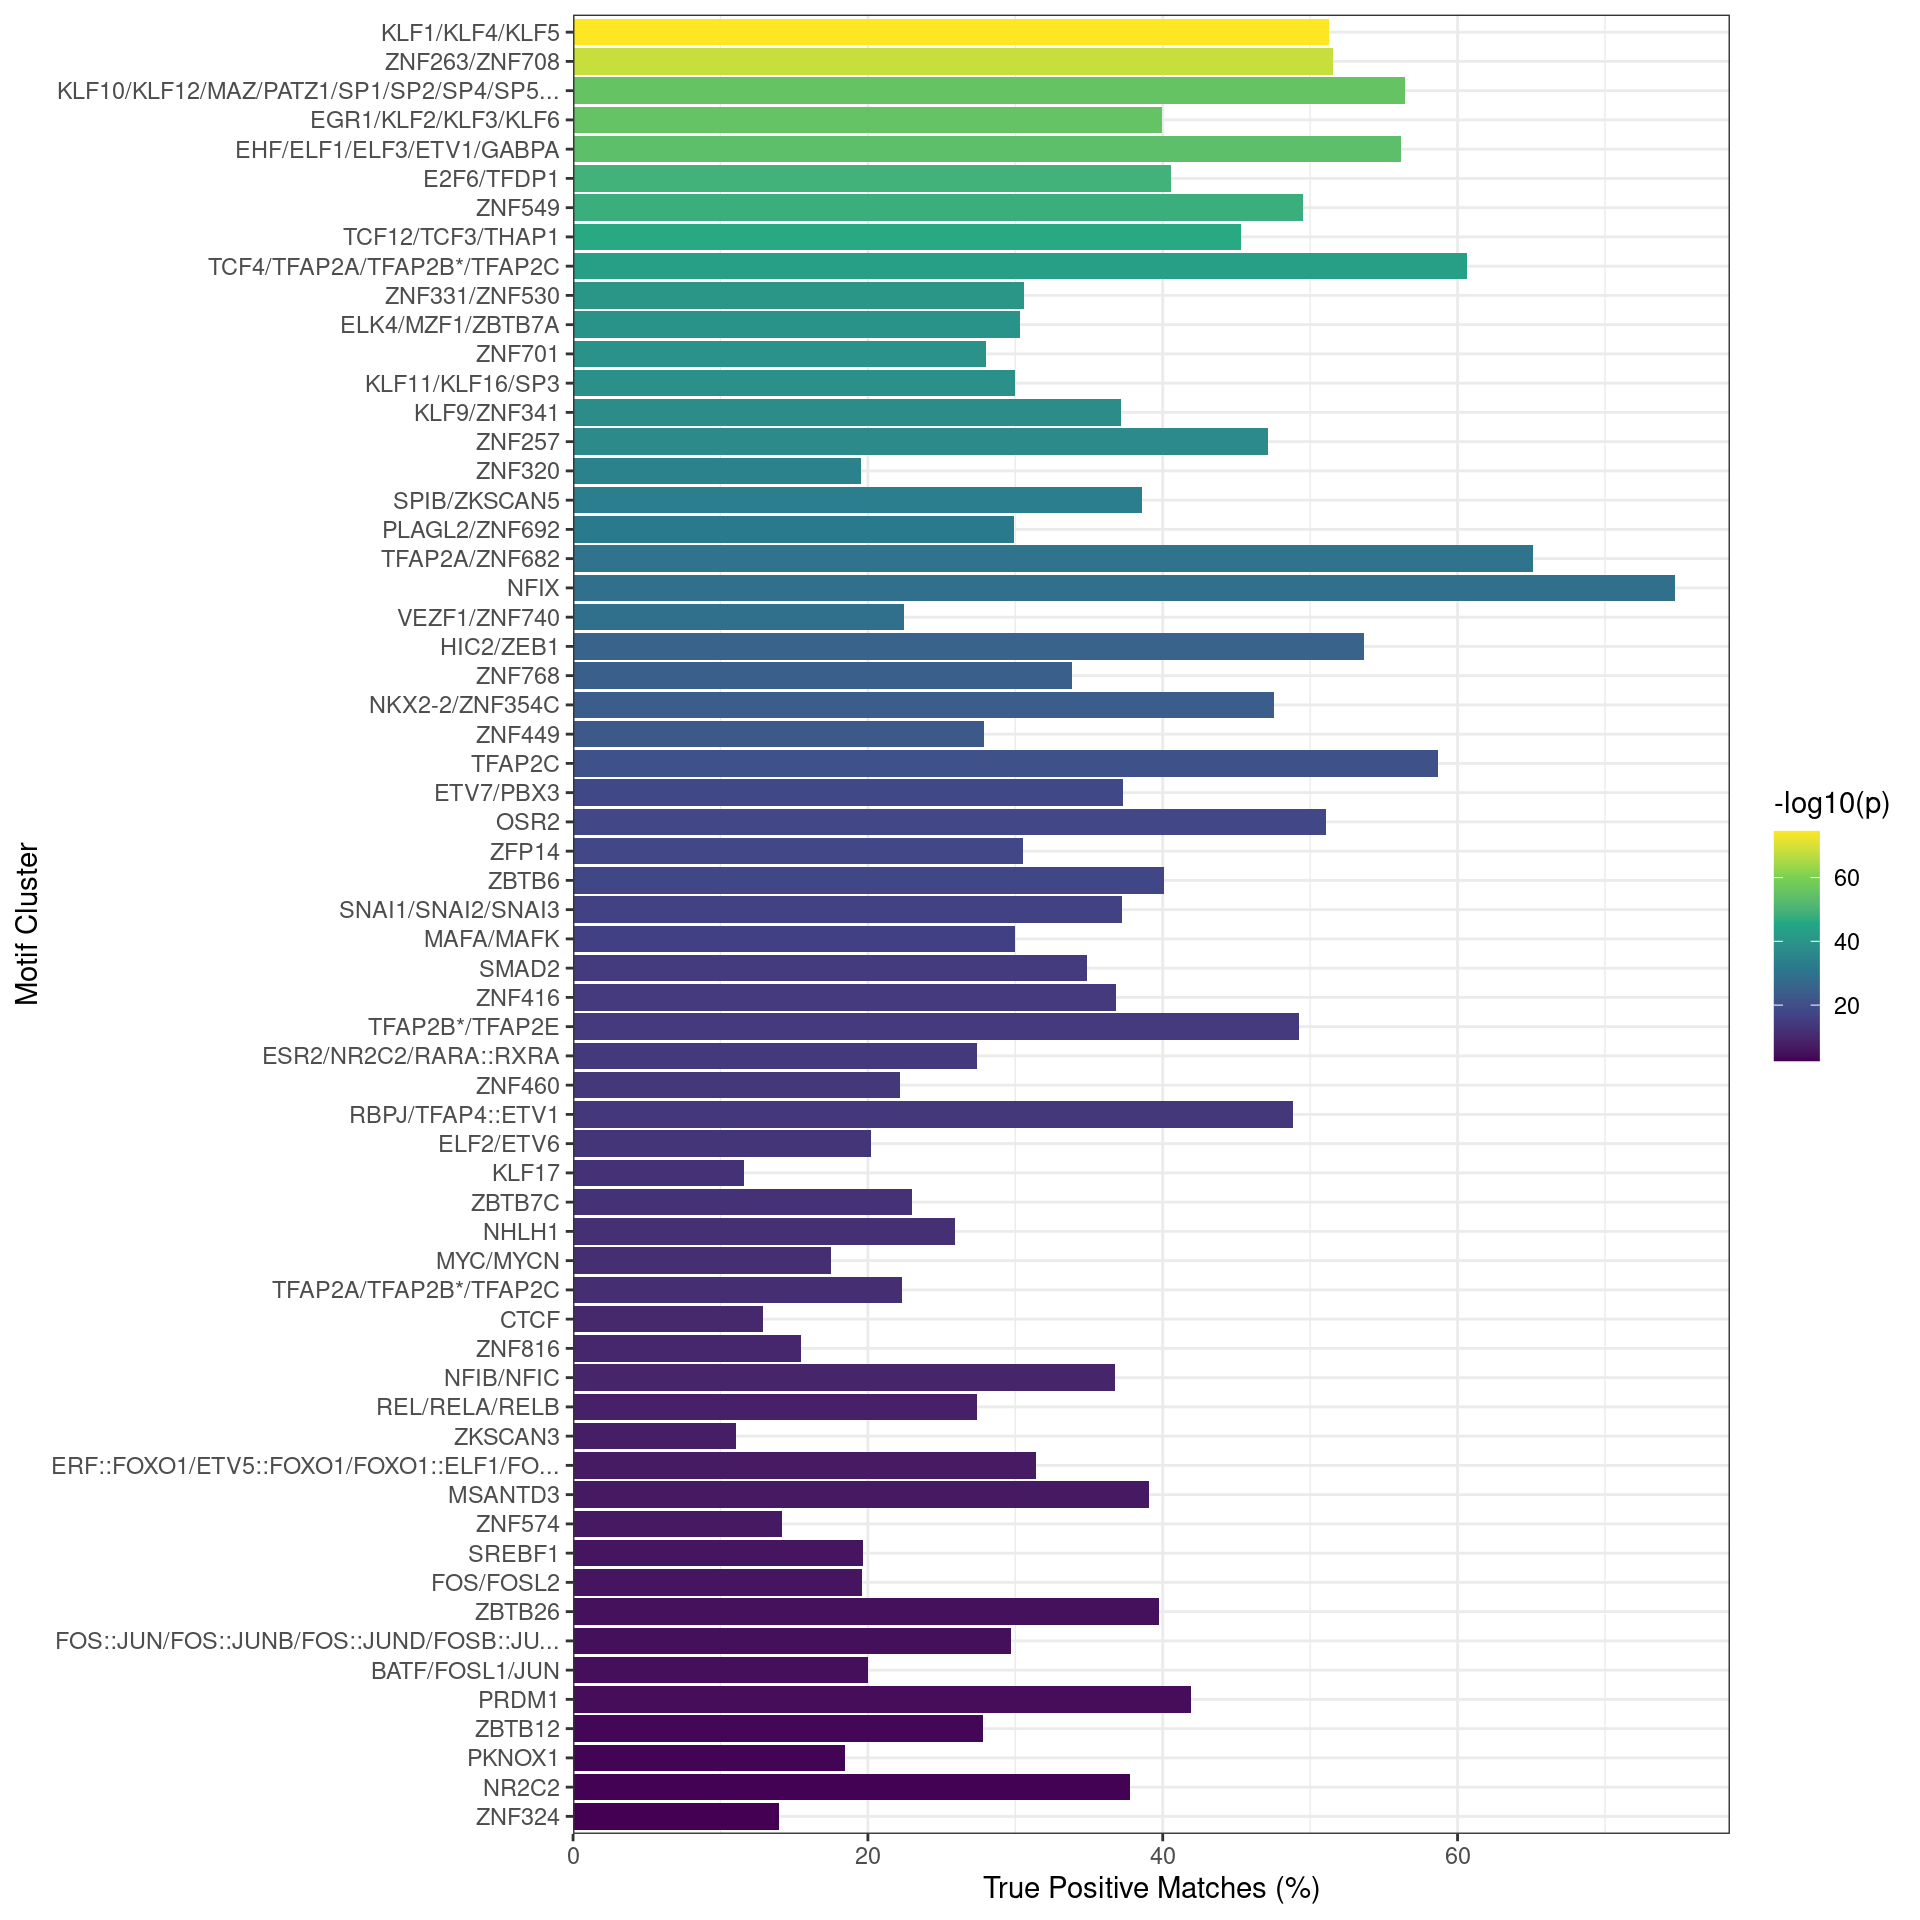 KLF1/KLF4/KLF5
ZNF263/ZNF708
KLF10/KLF12/MAZ/PATZ1/SP1/SP2/SP4/SP5...
EGR1/KLF2/KLF3/KLF6
EHF/ELF1/ELF3/ETV1/GABPA
E2F6/TFDP1
ZNF549
TCF12/TCF3/THAP1
TCF4/TFAP2A/TFAP2B*/TFAP2C
ZNF331/ZNF530
ELK4/MZF1/ZBTB7A
ZNF701
KLF11/KLF16/SP3
KLF9/ZNF341
ZNF257
ZNF320
SPIB/ZKSCAN5
PLAGL2/ZNF692
TFAP2A/ZNF682
NFIX
VEZF1/ZNF740
HIC2/ZEB1
ZNF768
NKX2-2/ZNF354C
ZNF449
TFAP2C
ETV7/PBX3
OSR2
ZFP14
ZBTB6
SNAI1/SNAI2/SNAI3
MAFA/MAFK
SMAD2
ZNF416
TFAP2B*/TFAP2E
ESR2/NR2C2/RARA::RXRA
ZNF460
RBPJ/TFAP4::ETV1
ELF2/ETV6
KLF17
ZBTB7C
NHLH1
MYC/MYCN
TFAP2A/TFAP2B*/TFAP2C
CTCF
ZNF816
NFIB/NFIC
REL/RELA/RELB
ZKSCAN3
ERF::FOXO1/ETV5::FOXO1/FOXO1::ELF1/FO...
MSANTD3
ZNF574
SREBF1
FOS/FOSL2
ZBTB26
FOS::JUN/FOS::JUNB/FOS::JUND/FOSB::JU...
BATF/FOSL1/JUN
PRDM1
ZBTB12
PKNOX1
NR2C2
ZNF324
0 20 40 60
True Positive Matches (%)
Motif Cluster
-log10(p)
60
40
20